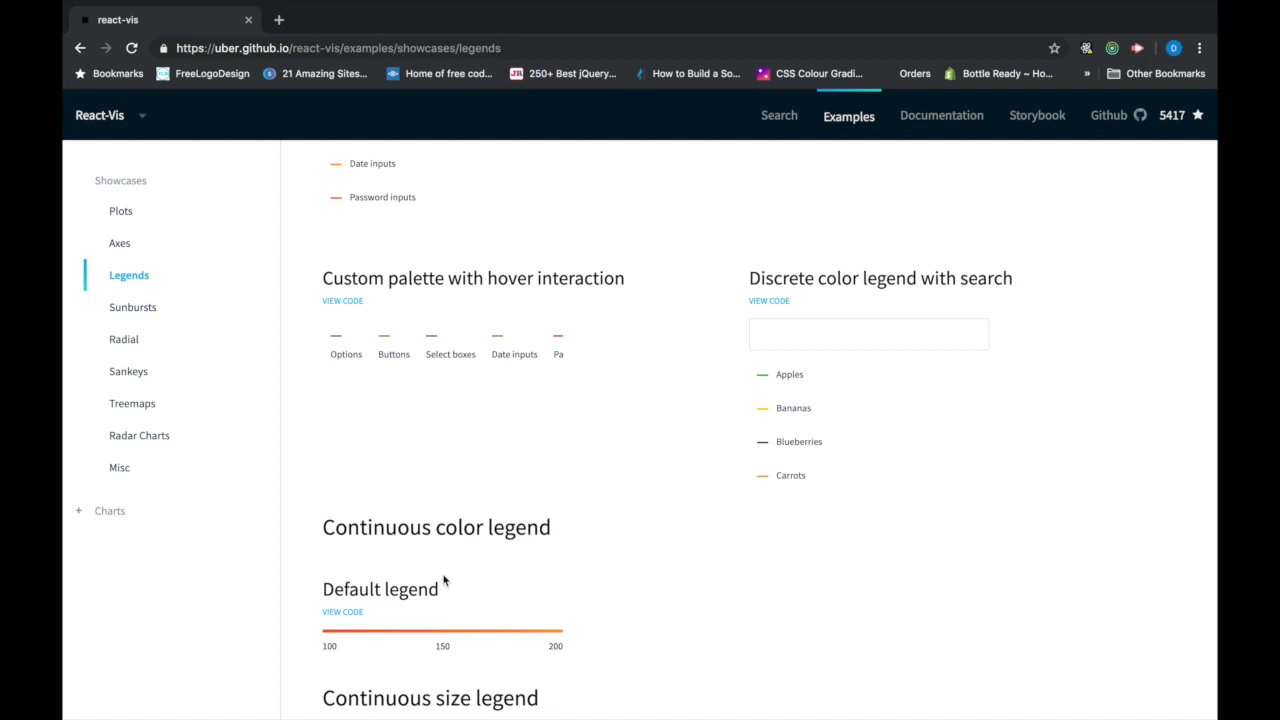 react-vis
https://uber.github.io/react-vis/examples/showcases/legends
D
Bookmarks
FreeLogoDesign
21 Amazing Sites...
Home of free cod...
JR
250+ Best jQuery...
How to Build a So...
CSS Colour Gradi...
Orders
Bottle Ready ~ Ho...
»
Other Bookmarks
React-Vis
Search
Examples
Documentation
Storybook
Github
5417
Showcases
Plots
Axes
Legends
Sunbursts
Radial
Sankeys
Treemaps
Radar Charts
Misc
+ Charts
Date inputs
Password inputs
Custom palette with hover interaction
VIEW CODE
Options
Buttons
Select boxes
Date inputs
Pa
Discrete color legend with search
VIEW CODE
Apples
Bananas
Blueberries
Carrots
Continuous color legend
Default legend
VIEW CODE
100
150
200
Continuous size legend